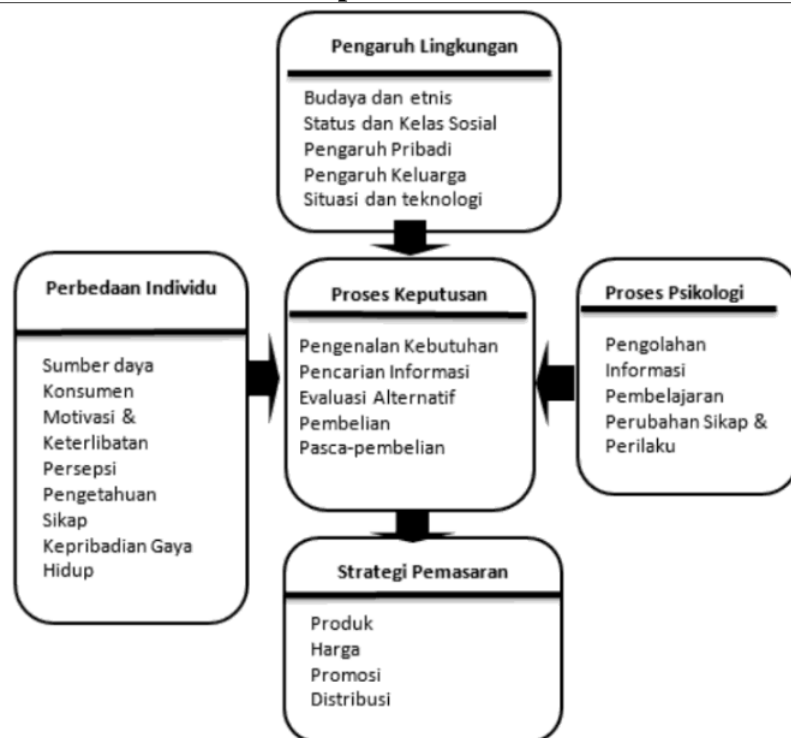 Pengaruh Lingkungan
Budaya dan etnis
Status dan Kelas Sosial
Pengaruh Pribadi
Pengaruh Keluarga
Situasi dan teknologi
Perbedaan Individu
Sumber daya
Konsumen
Motivasi &
Keterlibatan
Persepsi
Pengetahuan
Sikap
Kepribadian Gaya
Hidup
Proses Keputusan
Pengenalan Kebutuhan
Pencarian Informasi
Evaluasi Alternatif
Pembelian
Pasca-pembelian
Proses Psikologi
Pengolahan
Informasi
Pembelajaran
Perubahan Sikap &
Perilaku
Strategi Pemasaran
Produk
Harga
Promosi
Distribusi